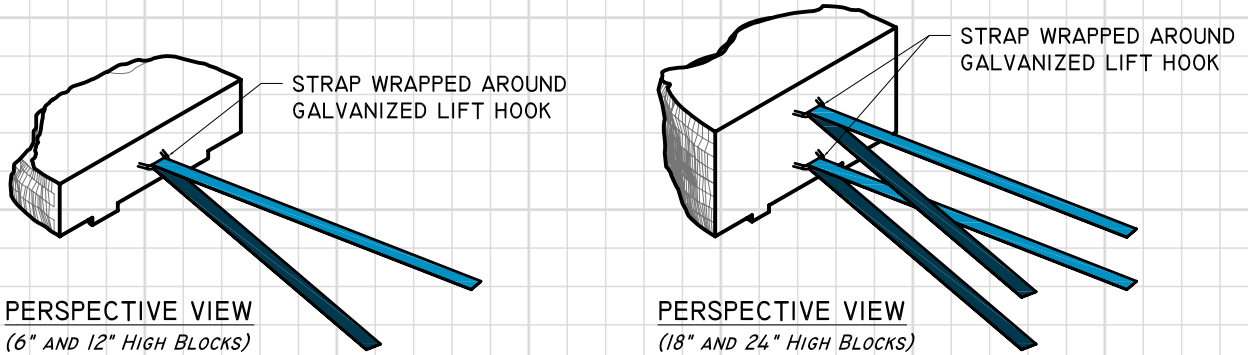 STRAP WRAPPED AROUND
GALVANIZED LIFT HOOK
PERSPECTIVE VIEW
(6" AND 12" HIGH BLOCKS)
STRAP WRAPPED AROUND
GALVANIZED LIFT HOOK
PERSPECTIVE VIEW
(18" AND 24" HIGH BLOCKS)